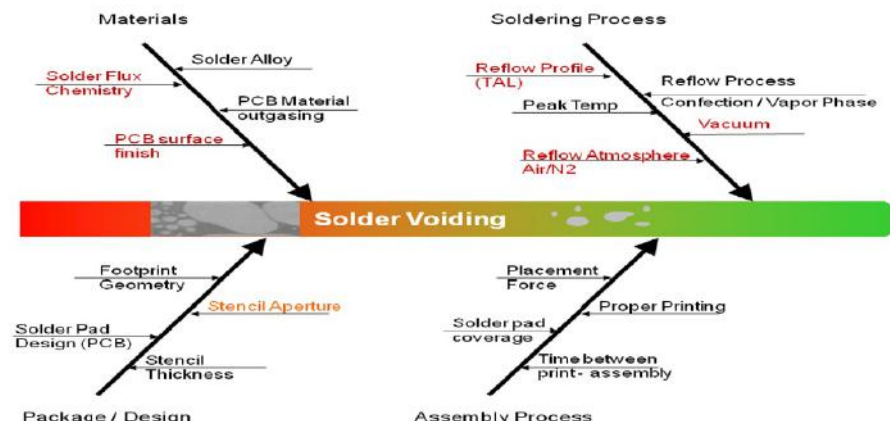 Materials
Soldering Process
Solder Alloy
Solder Flux
Chemistry
PCB Material
outgasing
PCB surface
finish
Reflow Profile
(TAL)
Reflow Process
Confection / Vapor Phase
Peak Temp
Vacuum
Reflow Atmosphere
Air/N2
Solder Voiding
Footprint
Geometry
Stencil Aperture
Solder Pad
Design (PCB)
Stencil
Thickness
Package / Design
Placement
Force
Proper Printing
Solder pad
coverage
Time between
print- assembly
Assembly Process